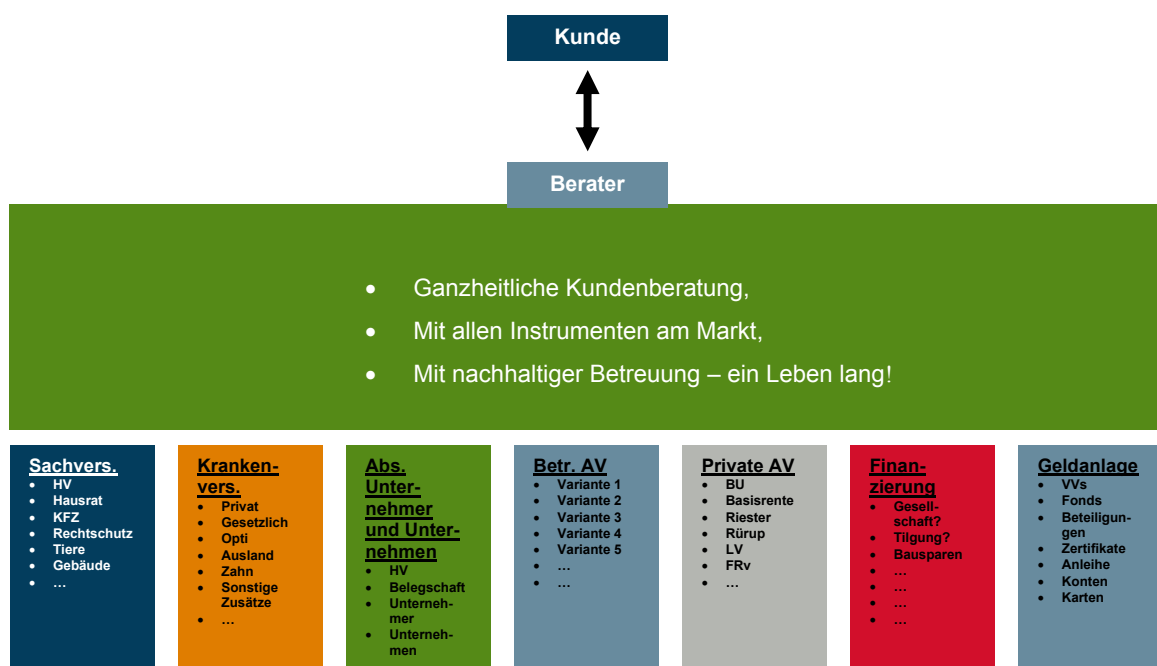 Kunde
Berater
• Ganzheitliche Kundenberatung,
• Mit allen Instrumenten am Markt,
• Mit nachhaltiger Betreuung – ein Leben lang!
Sachvers.
• HV
• Hausrat
• KFZ
• Rechtschutz
• Tiere
• Gebäude
• …
Kranken-
vers.
• Privat
• Gesetzlich
• Opti
• Ausland
• Zahn
• Sonstige
Zusätze
• …
Abs.
Unter-
nehmer
und Unter-
nehmen
• HV
• Belegschaft
• Unterneh-
mer
• Unterneh-
men
Betr. AV
• Variante 1
• Variante 2
• Variante 3
• Variante 4
• Variante 5
• …
• …
Private AV
• BU
• Basisrente
• Riester
• Rürup
• LV
• FRv
• …
Finan-
zierung
• Gesell-
schaft?
• Tilgung?
• Bausparen
• …
• …
• …
• …
Geldanlage
• VVs
• Fonds
• Beteiligun-
gen
• Zertifikate
• Anleihe
• Konten
• Karten